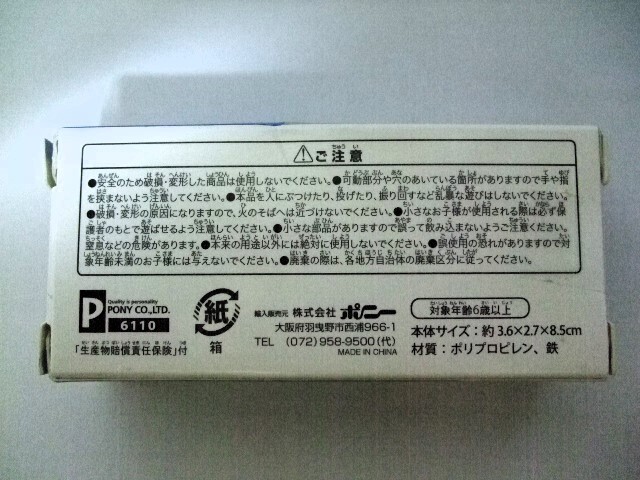 ⚠ご注意
●安全のため破損・変形した商品は使用しないでください。●可動部分や穴のあいている箇所がありますので手や指
を挟まないよう注意してください。●本品を人にぶつけたり、投げたり、振り回すなど乱暴な遊びはしないでください。
●破損・変形の原因になりますので、火のそばへは近づけないでください。●小さなお子様が使用される際は必ず保
護者のもとで遊ばせるよう注意してください。●小さな部品がありますので誤って飲み込まないようご注意ください。
窒息などの危険があります。●本来の用途以外には絶対に使用しないでください。●誤使用の恐れがありますので対
象年齢未満のお子様には与えないでください。●廃棄の際は、各地方自治体の廃棄区分に従ってください。
P
Quality is personality
PONY CO.,LTD.
6110
「生産物賠償責任保険」付
紙
箱
輸入販売元 株式会社 ポニー
大阪府羽曳野市西浦966-1
TEL (072)958-9500(代)
MADE IN CHINA
対象年齢6歳以上
本体サイズ:約3.6×2.7×8.5cm
材質:ポリプロピレン、鉄